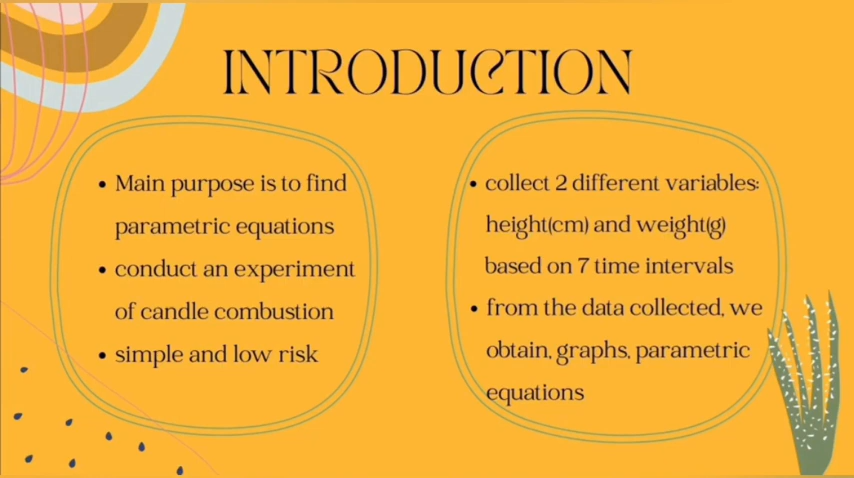 INTRODUCTION
• Main purpose is to find
parametric equations
• conduct an experiment
of candle combustion
• simple and low risk
• collect 2 different variables:
height(cm) and weight(g)
based on 7 time intervals
• from the data collected, we
obtain, graphs, parametric
equations